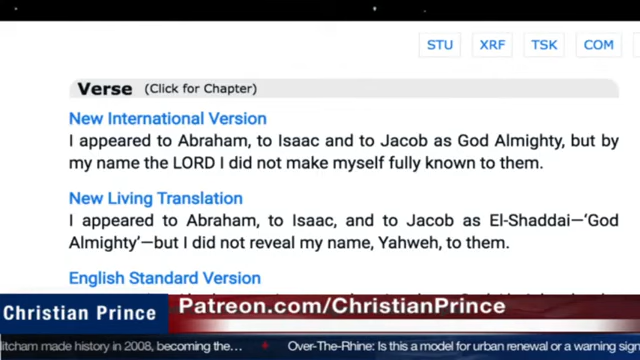 STU XRF TSK COM
Verse (Click for Chapter)
New International Version
I appeared to Abraham, to Isaac and to Jacob as God Almighty, but by
my name the LORD I did not make myself fully known to them.
New Living Translation
I appeared to Abraham, to Isaac, and to Jacob as El-Shaddai—‘God
Almighty’—but I did not reveal my name, Yahweh, to them.
English Standard Version
Christian Prince
Patreon.com/ChristianPrince
litcham made history in 2008, becoming the… Over-The-Rhine: Is this a model for urban renewal or a warning sign